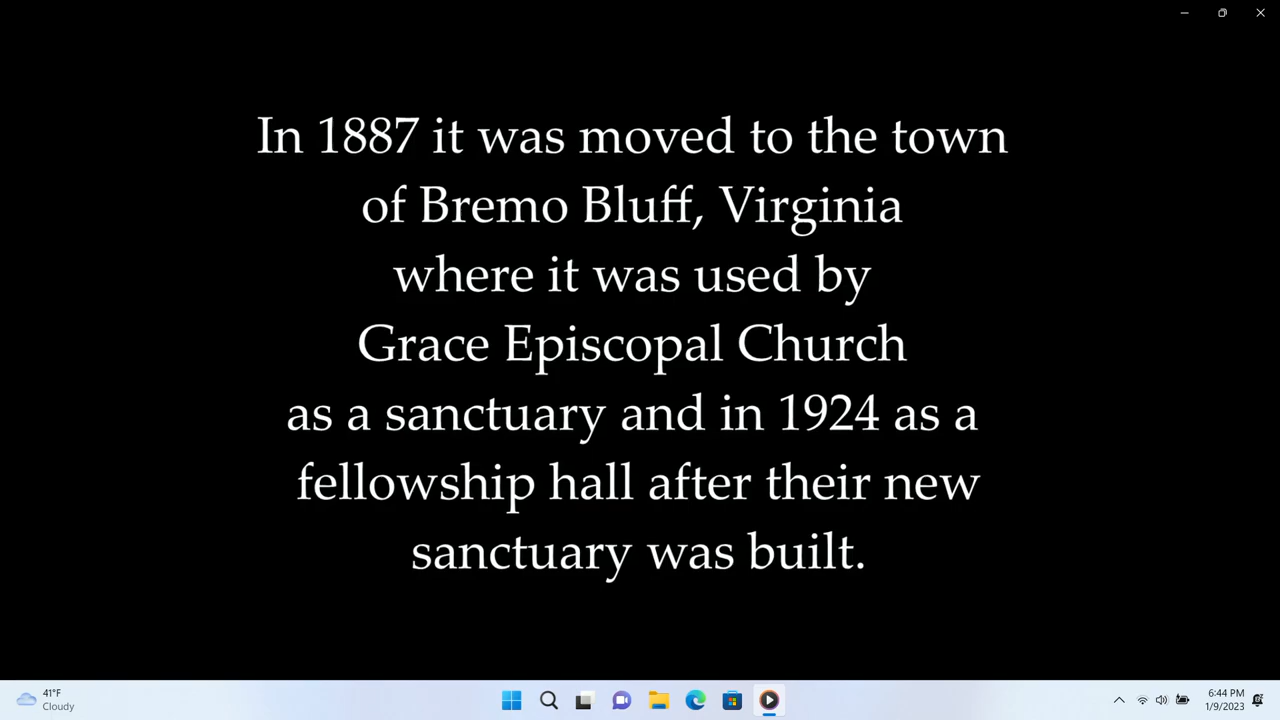 In 1887 it was moved to the town
of Bremo Bluff, Virginia
where it was used by
Grace Episcopal Church
as a sanctuary and in 1924 as a
fellowship hall after their new
sanctuary was built.
41°F
Cloudy
6:44 PM
1/9/2023